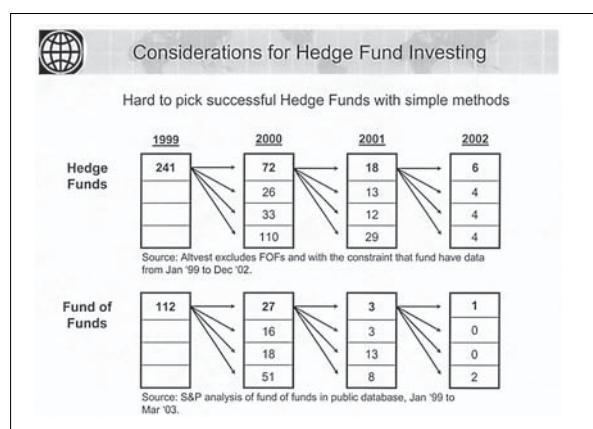 Considerations for Hedge Fund Investing
Hard to pick successful Hedge Funds with simple methods
1999 2000 2001 2002
Hedge Funds
241 72 18 6
26 13 4
33 12 4
110 29 4
Source: Altvest excludes FOFs and with the constraint that fund have data
from Jan '99 to Dec '02.
Fund of Funds
112 27 3 1
16 3 0
18 13 0
51 8 2
Source: S&P analysis of fund of funds in public database, Jan '99 to
Mar '03.